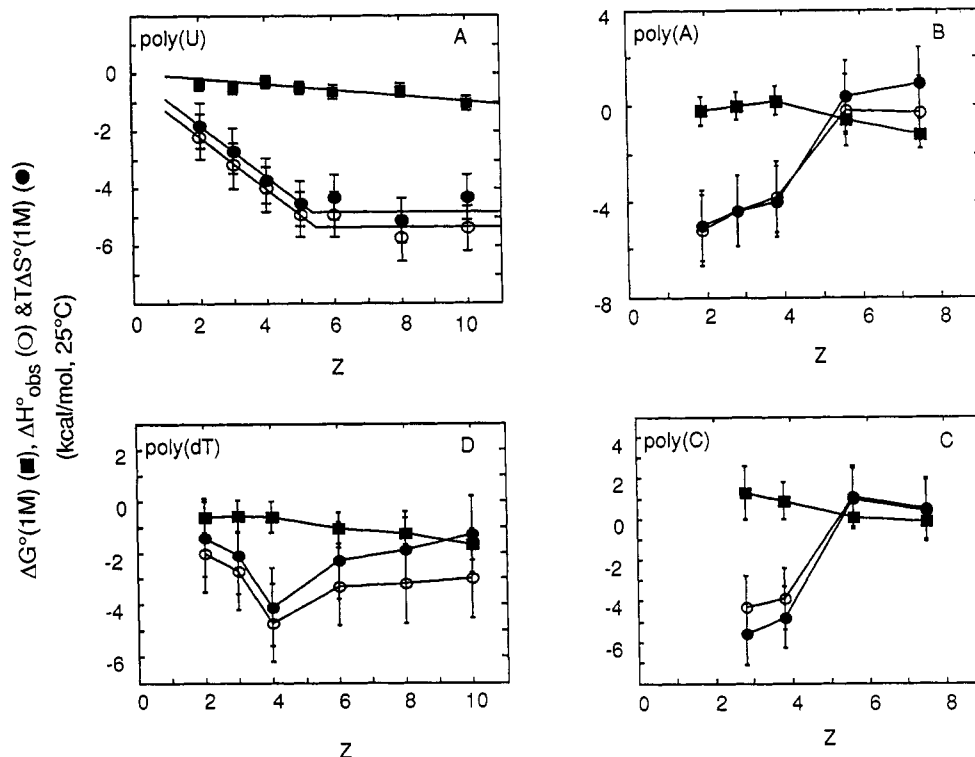 ΔG°(1M) (■), ΔH°obs (○) &TΔS°(1M) (●)
(kcal/mol, 25°C)
poly(U) A
0
-2
-4
-6
0 2 4 6 8 10
Z
poly(A) B
4
0
-4
-8
0 2 4 6 8
Z
poly(dT) D
2
0
-2
-4
-6
0 2 4 6 8 10
Z
poly(C) C
4
2
0
-2
-4
-6
0 2 4 6 8
Z